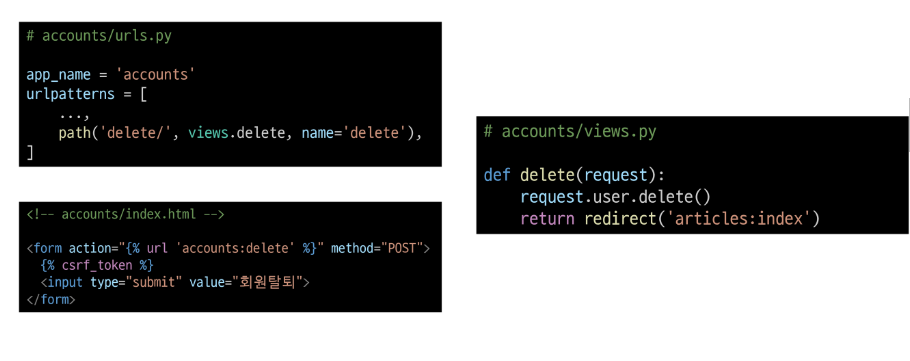 # accounts/urls.py
app_name = 'accounts'
urlpatterns = [
    ...,
    path('delete/', views.delete, name='delete'),
]
<!-- accounts/index.html -->
<form action="{% url 'accounts:delete' %}" method="POST">
  {% csrf_token %}
  <input type="submit" value="회원탈퇴">
</form>
# accounts/views.py
def delete(request):
    request.user.delete()
    return redirect('articles:index')